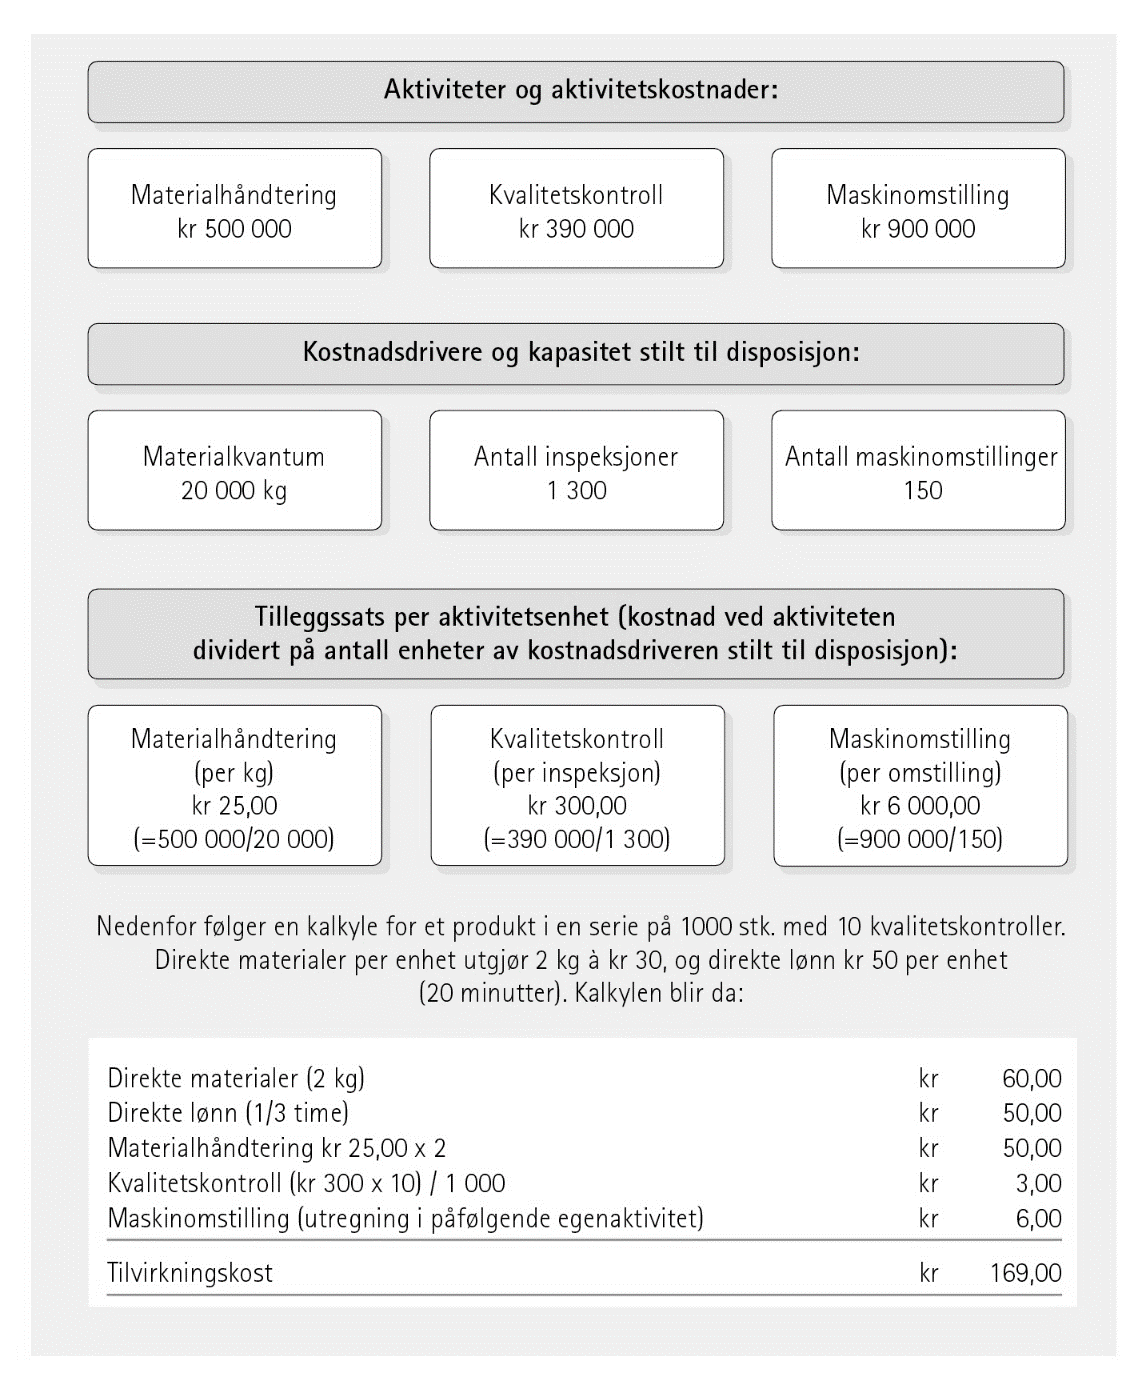 Aktiviteter og aktivitetskostnader:
Materialhåndtering
kr 500 000
Kvalitetskontroll
kr 390 000
Maskinomstilling
kr 900 000
Kostnadsdrivere og kapasitet stilt til disposisjon:
Materialkvantum
20 000 kg
Antall inspeksjoner
1 300
Antall maskinomstillinger
150
Tilleggssats per aktivitetsenhet (kostnad ved aktiviteten
dividert på antall enheter av kostnadsdriveren stilt til disposisjon):
Materialhåndtering
(per kg)
kr 25,00
(=500 000/20 000)
Kvalitetskontroll
(per inspeksjon)
kr 300,00
(=390 000/1 300)
Maskinomstilling
(per omstilling)
kr 6 000,00
(=900 000/150)
Nedenfor følger en kalkyle for et produkt i en serie på 1000 stk. med 10 kvalitetskontroller.
Direkte materialer per enhet utgjør 2 kg à kr 30, og direkte lønn kr 50 per enhet
(20 minutter). Kalkylen blir da:
Direkte materialer (2 kg) kr 60,00
Direkte lønn (1/3 time) kr 50,00
Materialhåndtering kr 25,00 x 2 kr 50,00
Kvalitetskontroll (kr 300 x 10) / 1 000 kr 3,00
Maskinomstilling (utregning i påfølgende egenaktivitet) kr 6,00
Tilvirkningskost kr 169,00